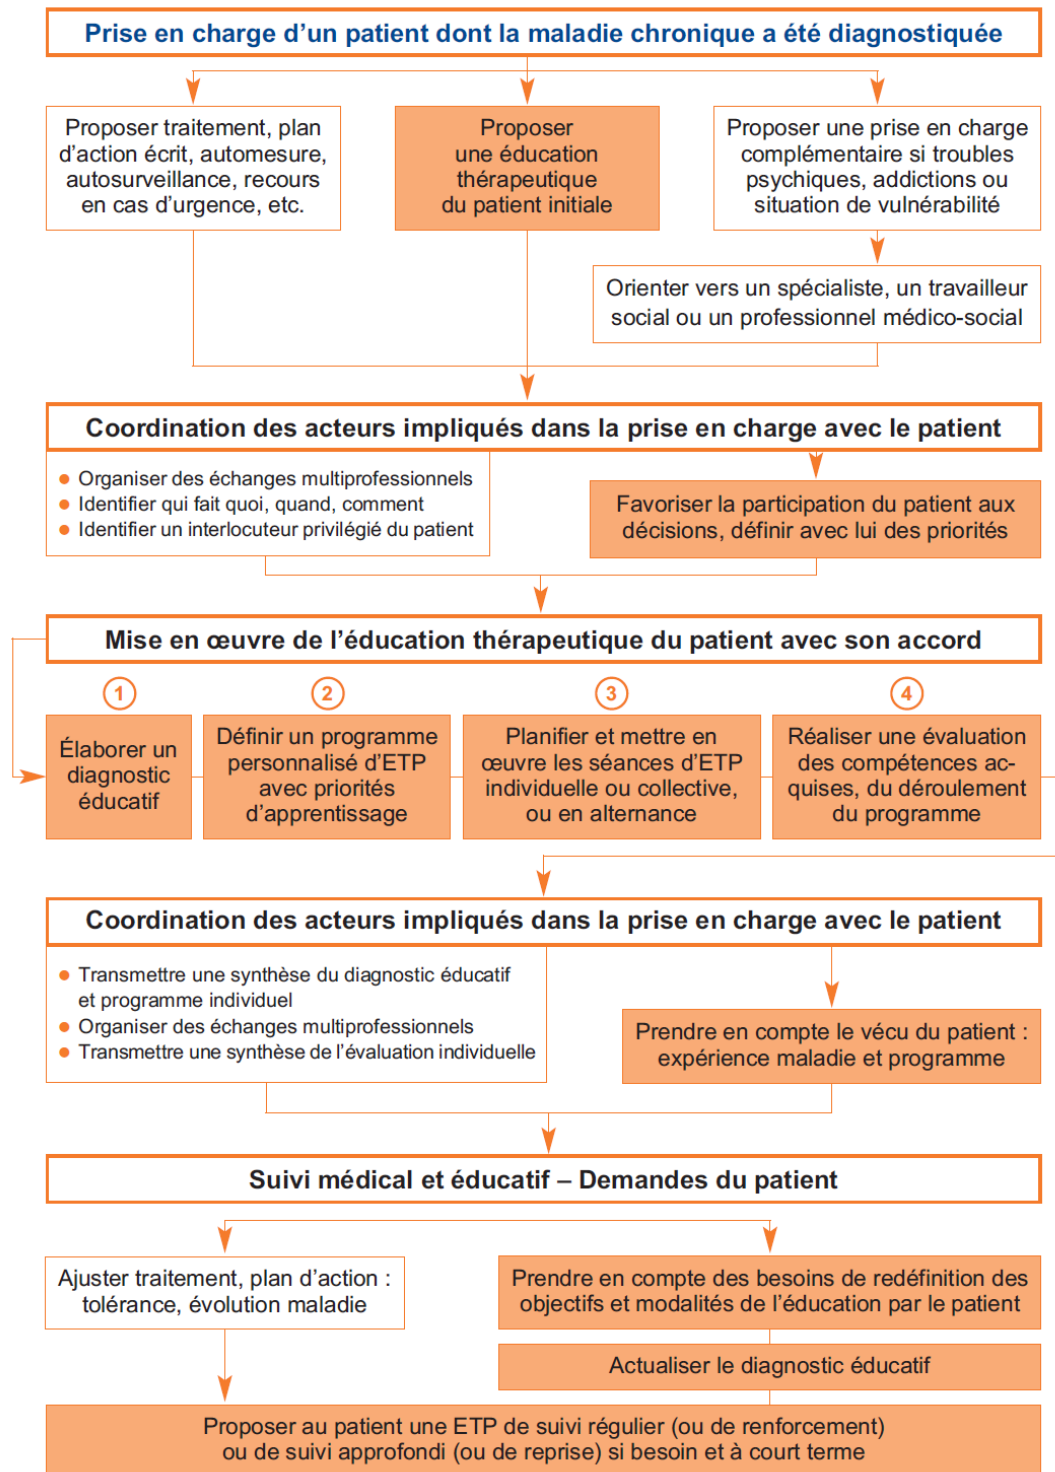 Prise en charge d'un patient dont la maladie chronique a été diagnostiquée
Proposer traitement, plan
d'action écrit, automesure,
autosurveillance, recours
en cas d'urgence, etc.
Proposer
une éducation
thérapeutique
du patient initiale
Proposer une prise en charge
complémentaire si troubles
psychiques, addictions ou
situation de vulnérabilité
Orienter vers un spécialiste, un travailleur
social ou un professionnel médico-social
Coordination des acteurs impliqués dans la prise en charge avec le patient
• Organiser des échanges multiprofessionnels
• Identifier qui fait quoi, quand, comment
• Identifier un interlocuteur privilégié du patient
Favoriser la participation du patient aux
décisions, définir avec lui des priorités
Mise en œuvre de l'éducation thérapeutique du patient avec son accord
1
Élaborer un
diagnostic
éducatif
2
Définir un programme
personnalisé d'ETP
avec priorités
d'apprentissage
3
Planifier et mettre en
œuvre les séances d'ETP
individuelle ou collective,
ou en alternance
4
Réaliser une évaluation
des compétences ac-
quises, du déroulement
du programme
Coordination des acteurs impliqués dans la prise en charge avec le patient
• Transmettre une synthèse du diagnostic éducatif
et programme individuel
• Organiser des échanges multiprofessionnels
• Transmettre une synthèse de l'évaluation individuelle
Prendre en compte le vécu du patient :
expérience maladie et programme
Suivi médical et éducatif – Demandes du patient
Ajuster traitement, plan d'action :
tolérance, évolution maladie
Prendre en compte des besoins de redéfinition des
objectifs et modalités de l'éducation par le patient
Actualiser le diagnostic éducatif
Proposer au patient une ETP de suivi régulier (ou de renforcement)
ou de suivi approfondi (ou de reprise) si besoin et à court terme